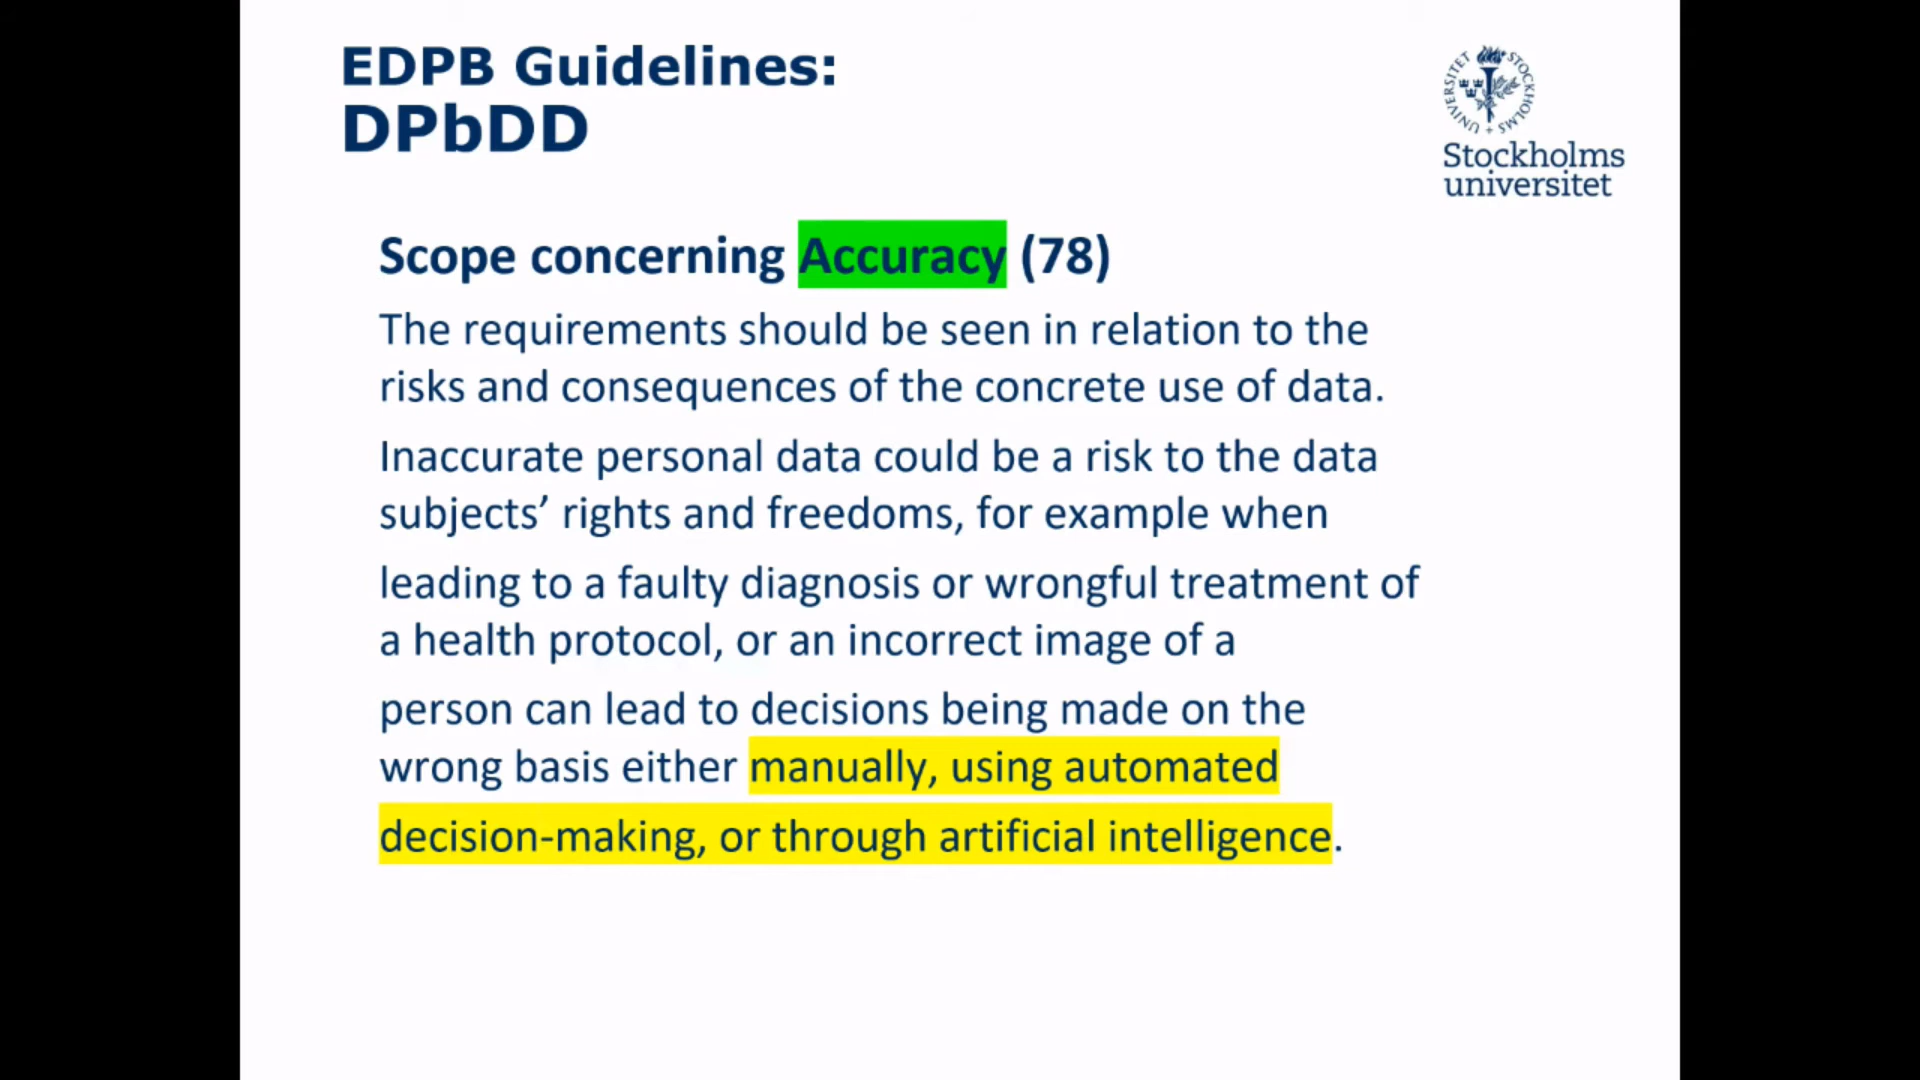 EDPB Guidelines:
DPbDD
STOCKHOLMS UNIVERSITET
Stockholms
universitet
Scope concerning Accuracy (78)
The requirements should be seen in relation to the
risks and consequences of the concrete use of data.
Inaccurate personal data could be a risk to the data
subjects’ rights and freedoms, for example when
leading to a faulty diagnosis or wrongful treatment of
a health protocol, or an incorrect image of a
person can lead to decisions being made on the
wrong basis either manually, using automated
decision-making, or through artificial intelligence.